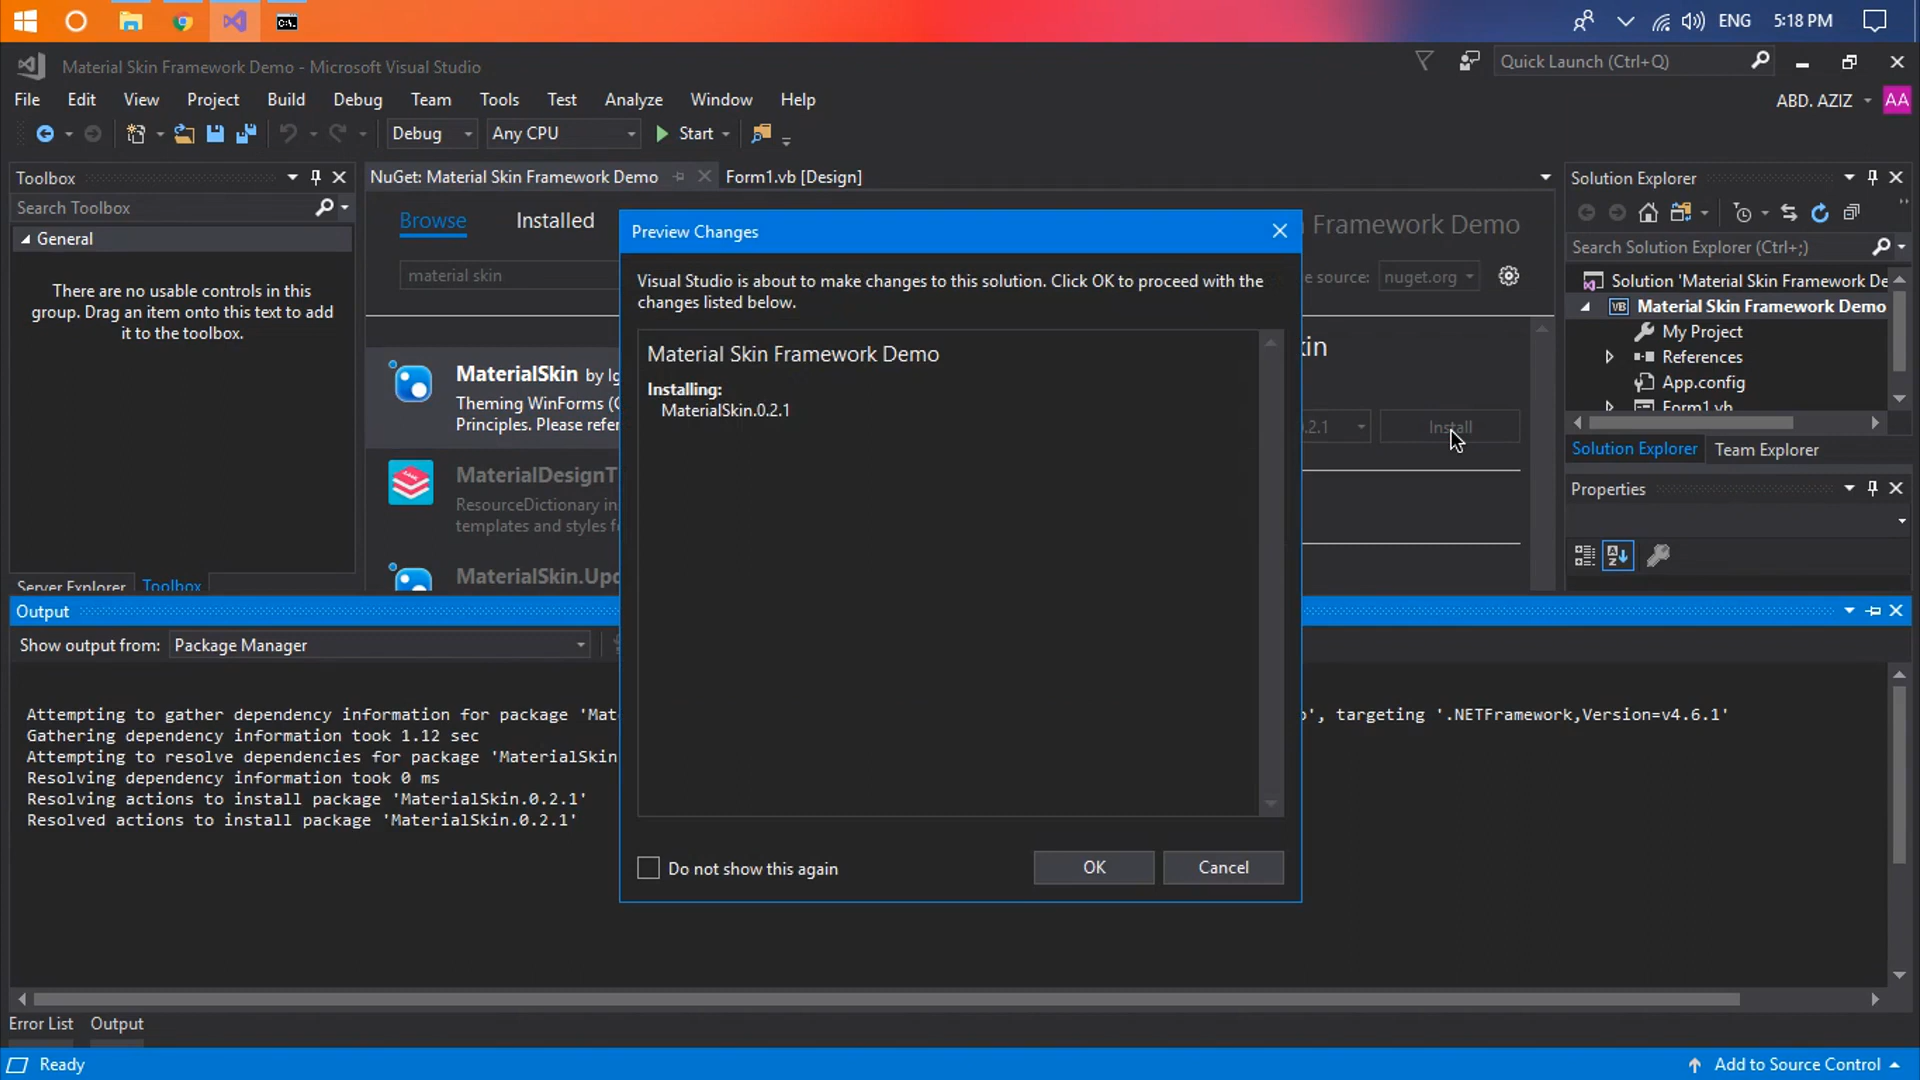 ENG
5:18 PM
Material Skin Framework Demo - Microsoft Visual Studio
Quick Launch (Ctrl+Q)
File Edit View Project Build Debug Team Tools Test Analyze Window Help
ABD. AZIZ AA
Debug Any CPU Start
Toolbox
Search Toolbox
General
There are no usable controls in this
group. Drag an item onto this text to add
it to the toolbox.
Server Explorer Toolbox
NuGet: Material Skin Framework Demo Form1.vb [Design]
Browse Installed
Framework Demo
material skin
source: nuget.org
MaterialSkin by
Theming WinForms
Principles. Please
.2.1 Install
ResourceDictionary
templates and styles
Preview Changes
Visual Studio is about to make changes to this solution. Click OK to proceed with the
changes listed below.
Material Skin Framework Demo
Installing:
MaterialSkin.0.2.1
Do not show this again
OK Cancel
Solution Explorer
Search Solution Explorer (Ctrl+;)
Solution 'Material Skin Framework De
VB Material Skin Framework Demo
My Project
References
App.config
Form1.vb
Solution Explorer Team Explorer
Properties
Output
Show output from: Package Manager
Attempting to gather dependency information for package 'Mat o', targeting '.NETFramework,Version=v4.6.1'
Gathering dependency information took 1.12 sec
Attempting to resolve dependencies for package 'MaterialSkin
Resolving dependency information took 0 ms
Resolving actions to install package 'MaterialSkin.0.2.1'
Resolved actions to install package 'MaterialSkin.0.2.1'
Error List Output
Ready
Add to Source Control